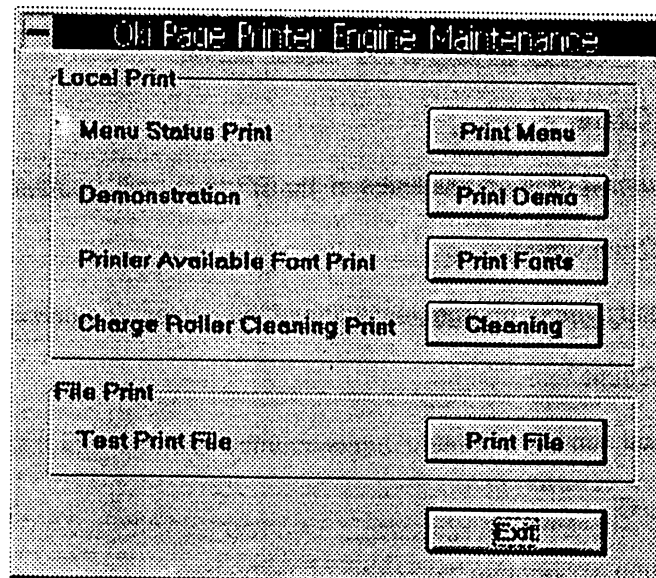 Oki Page Printer Engine Maintenance
Local Print
Menu Status Print Print Menu
Demonstration Print Demo
Printer Available Font Print Print Fonts
Charge Roller Cleaning Print Cleaning
File Print
Test Print File Print File
Exit